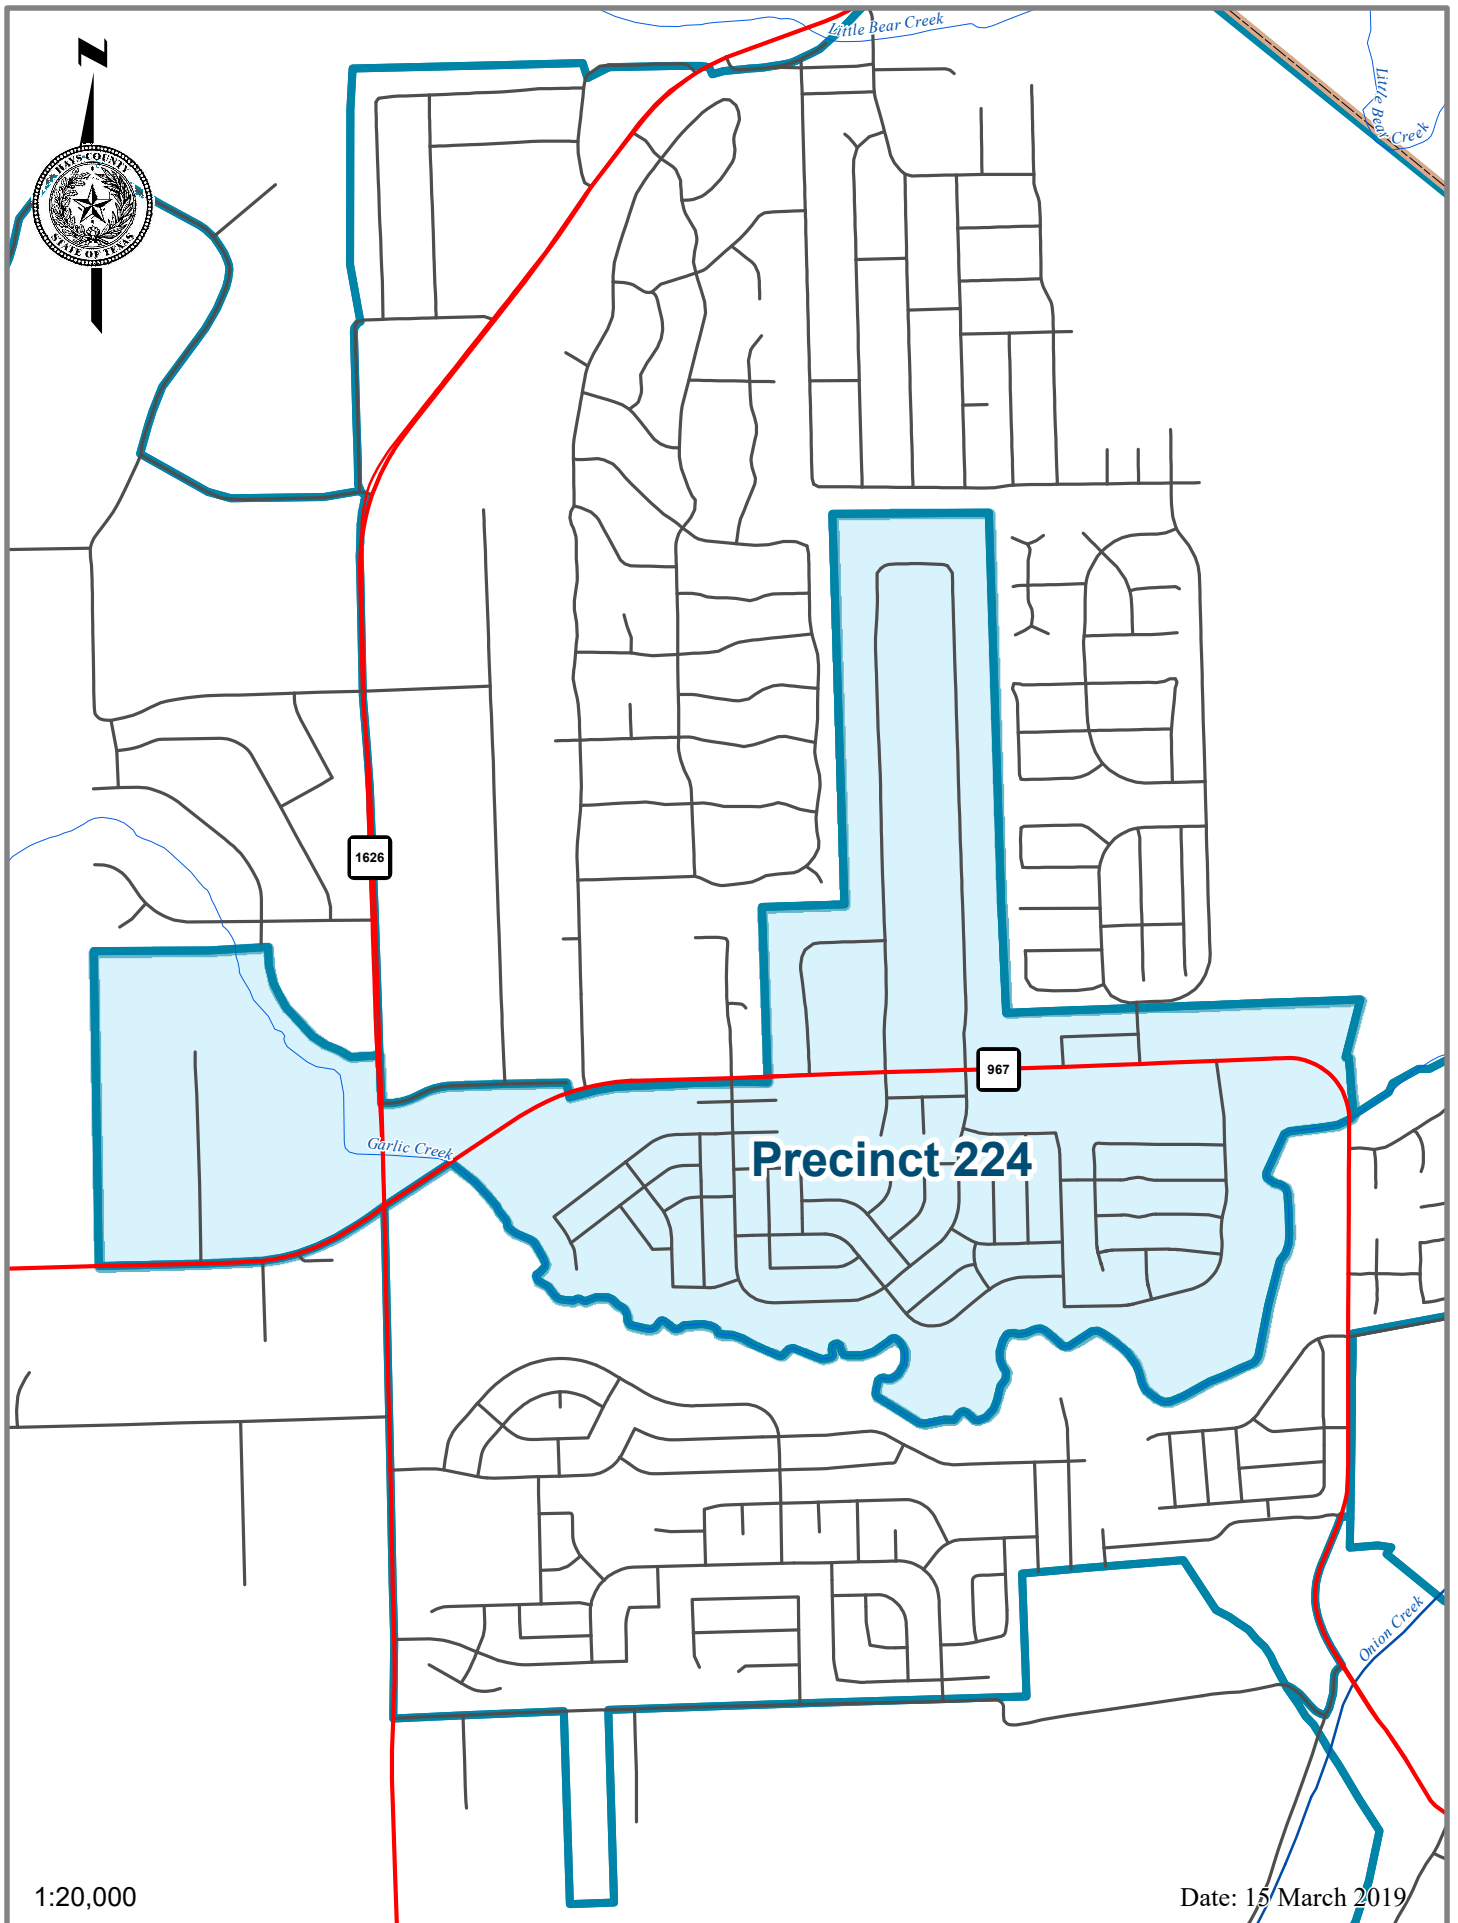 Little Bear Creek
Little Bear Creek
N
HAYS COUNTY
STATE OF TEXAS
1626
967
Garlic Creek
Precinct 224
Onion Creek
1:20,000
Date: 15 March 2019